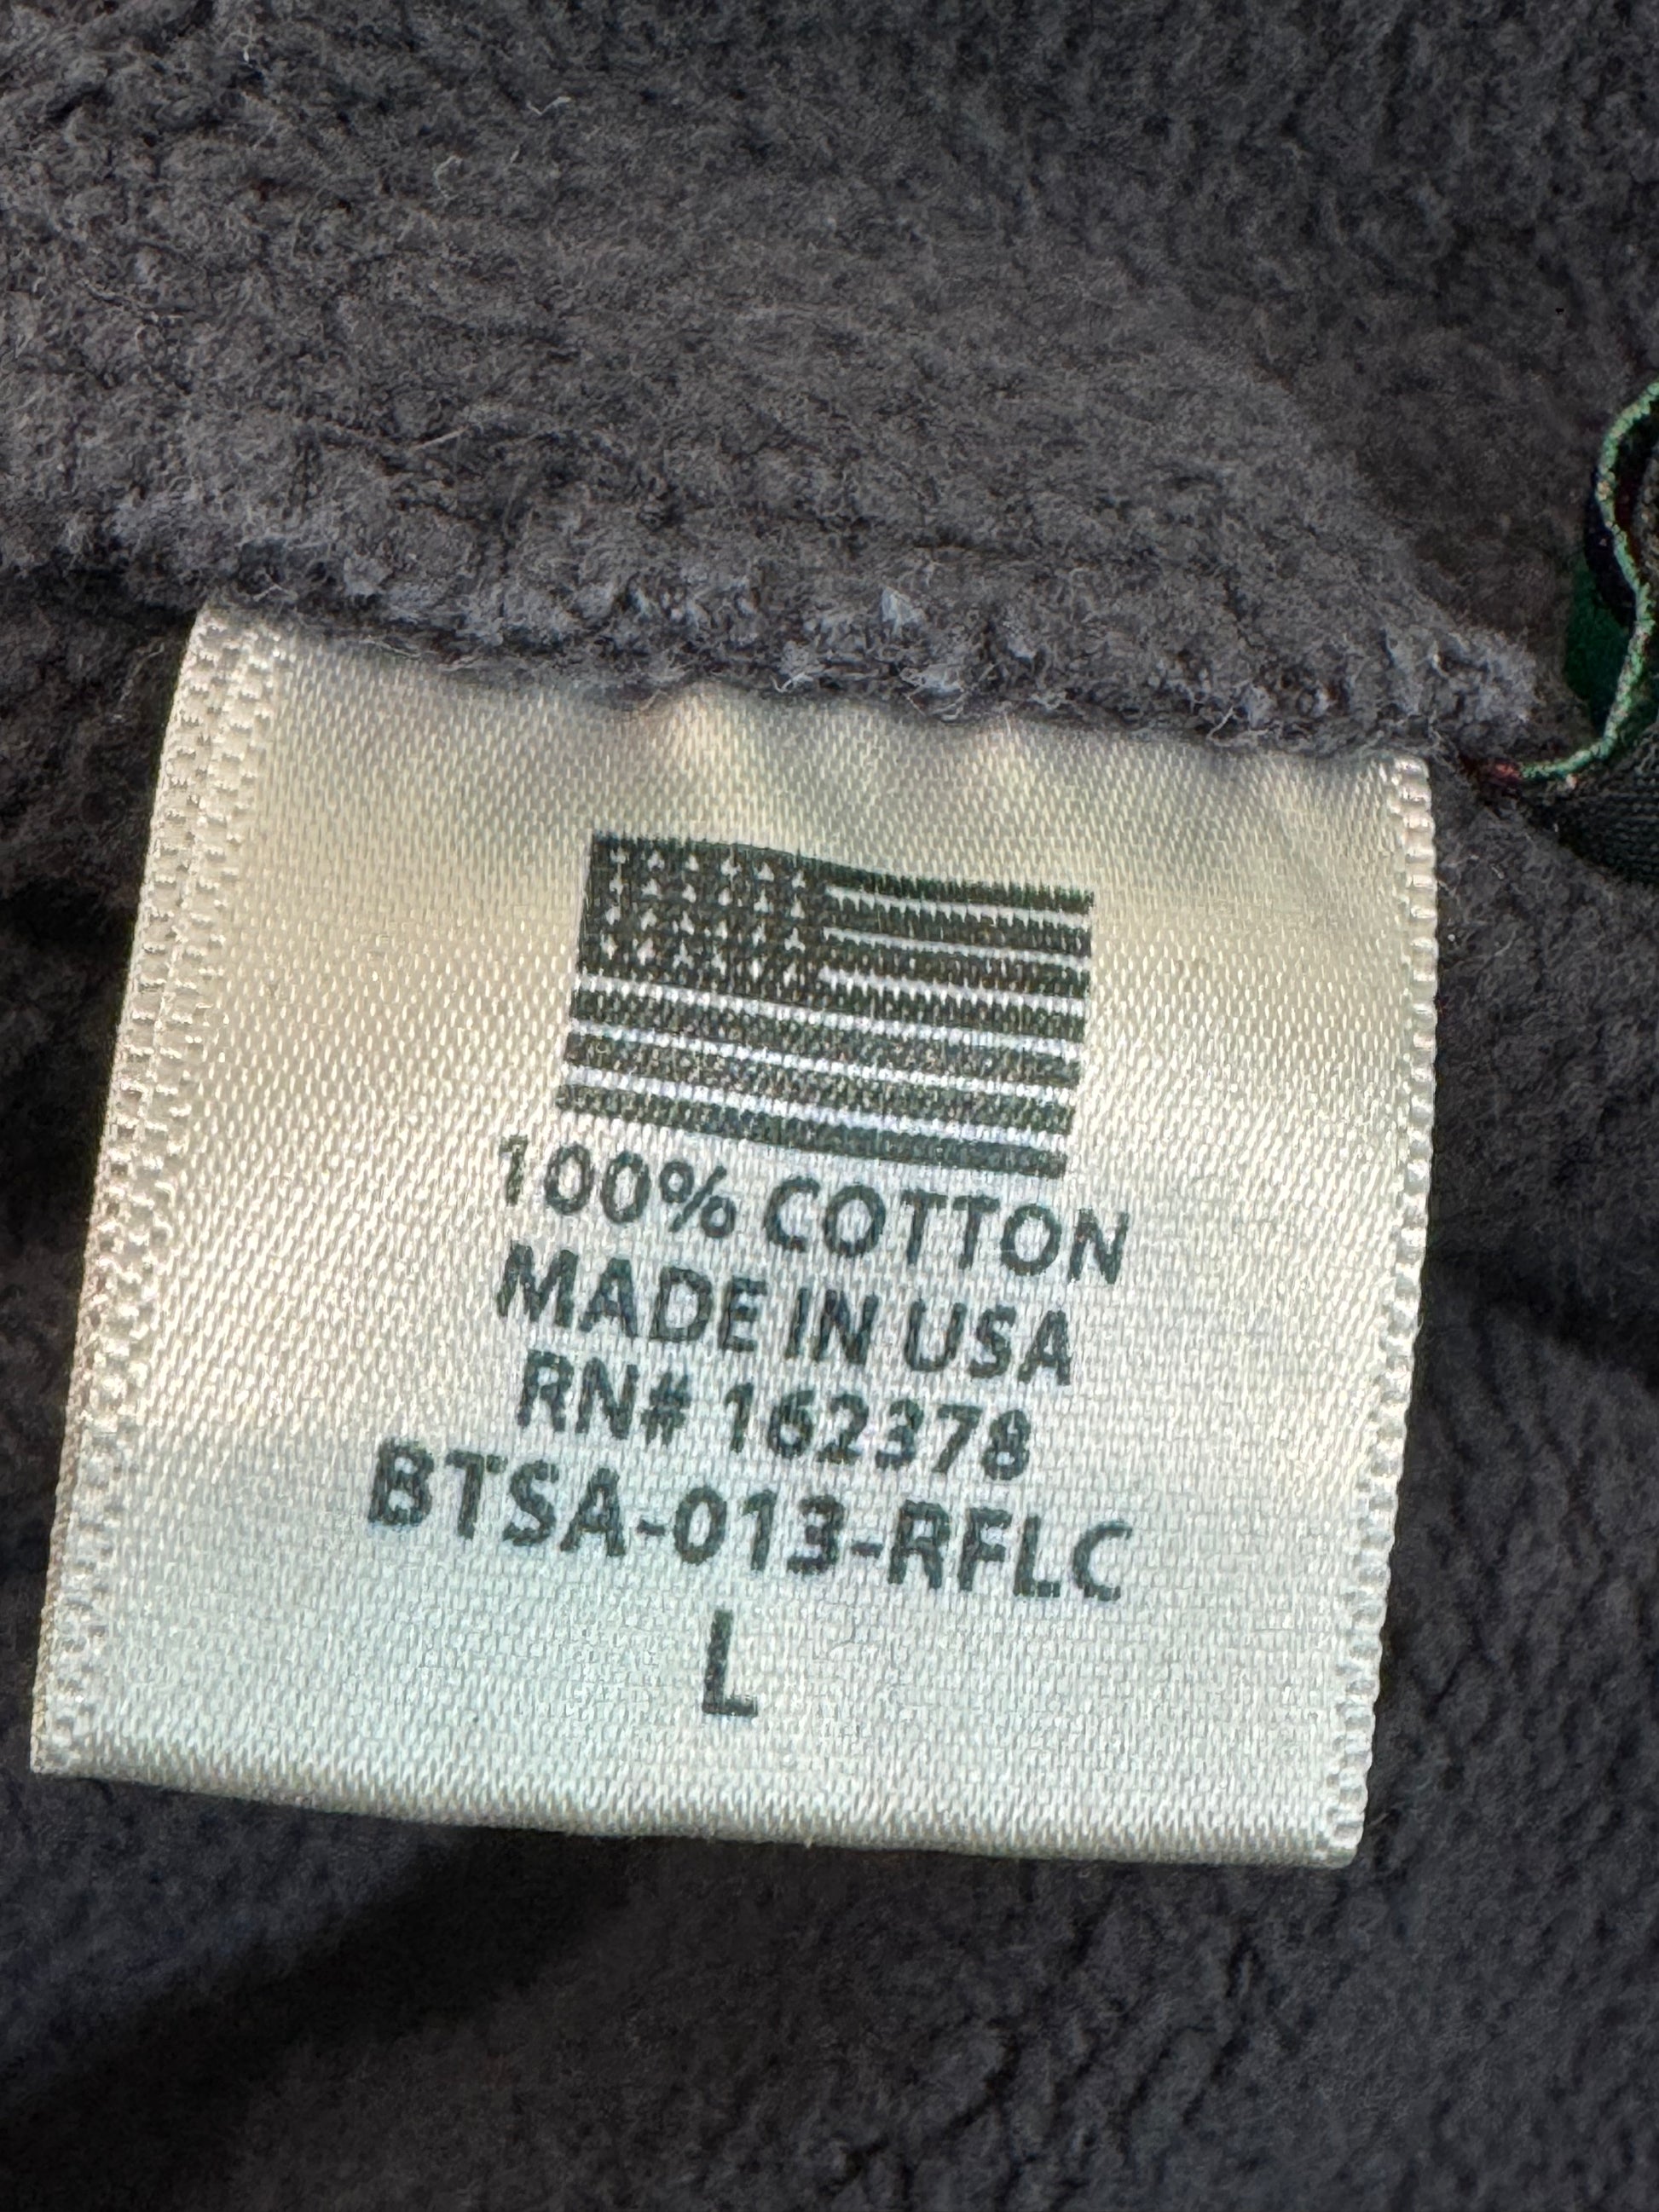 100% COTTON
MADE IN USA
RN# 162378
BTSA-013-RFLC
L